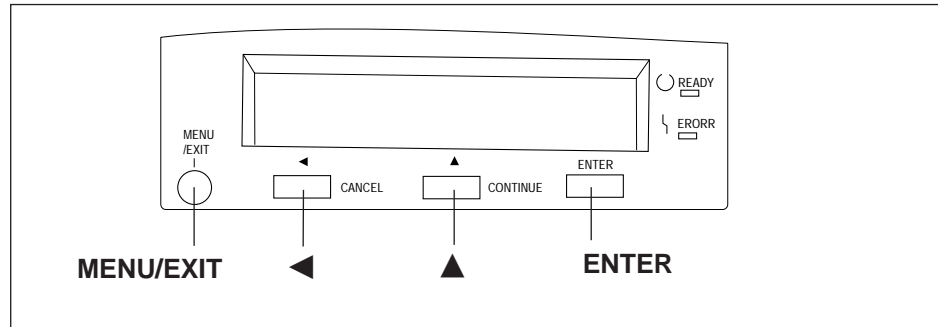 READY
ERORR
MENU
/EXIT
◀
▲
ENTER
CANCEL
CONTINUE
MENU/EXIT
◀
▲
ENTER